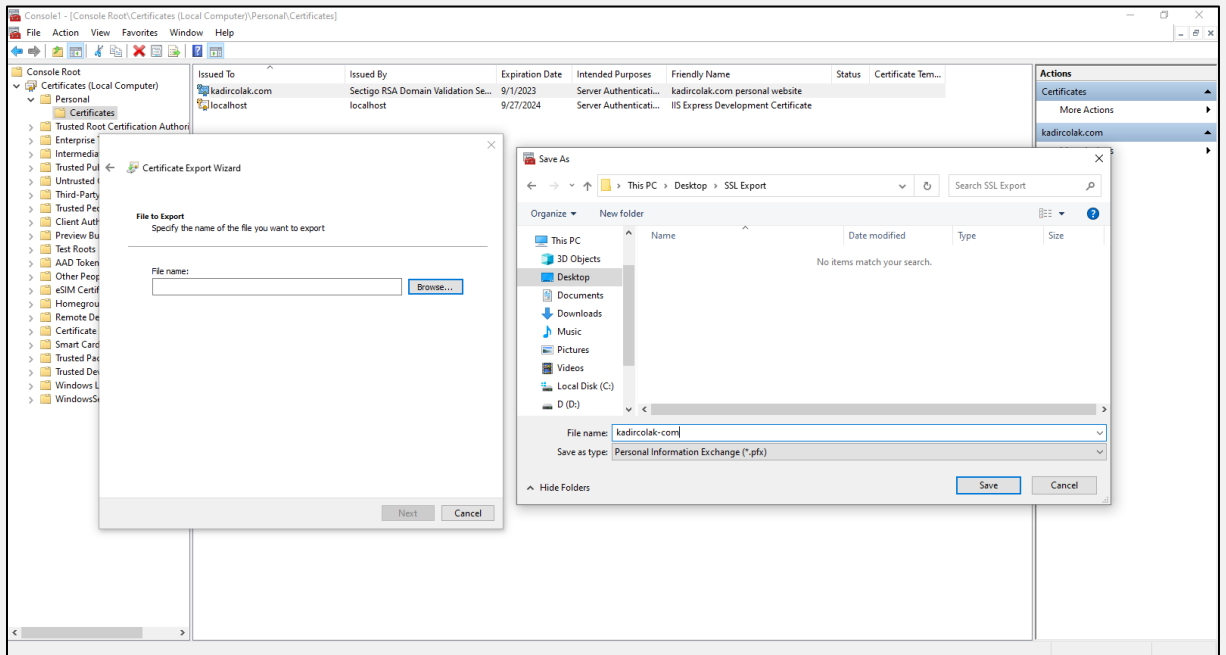 Console1 - [Console Root\Certificates (Local Computer)\Personal\Certificates]
File Action View Favorites Window Help
Console Root
Certificates (Local Computer)
Personal
Certificates
Trusted Root Certification Authori
Enterprise
Intermedia
Trusted Pul
Untrusted
Third-Party
Trusted Peo
Client Auth
Preview Bu
Test Roots
AAD Token
Other Peop
eSIM Certif
Homegrou
Remote De
Certificate
Smart Card
Trusted Pac
Trusted Dev
Windows L
WindowsSe
Issued To Issued By Expiration Date Intended Purposes Friendly Name Status Certificate Tem...
kadircolak.com Sectigo RSA Domain Validation Se... 9/1/2023 Server Authenticati... kadircolak.com personal website
localhost localhost 9/27/2024 Server Authenticati... IIS Express Development Certificate
Actions
Certificates
More Actions
kadircolak.com
Certificate Export Wizard
File to Export
Specify the name of the file you want to export
File name:
Browse...
Next Cancel
Save As
This PC > Desktop > SSL Export
Search SSL Export
Organize New folder
This PC
3D Objects
Desktop
Documents
Downloads
Music
Pictures
Videos
Local Disk (C:)
D (D:)
Name Date modified Type Size
No items match your search.
File name: kadircolak-com
Save as type: Personal Information Exchange (*.pfx)
Hide Folders
Save Cancel